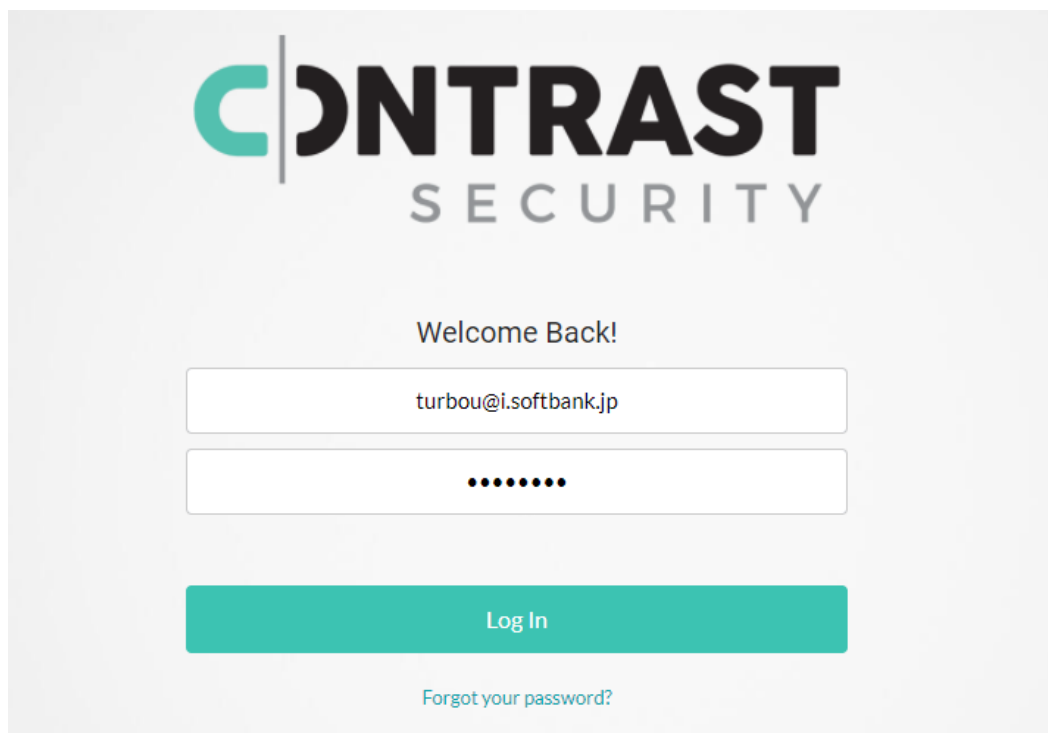 CONTRAST
SECURITY
Welcome Back!
turbou@i.softbank.jp
••••••••
Log In
Forgot your password?